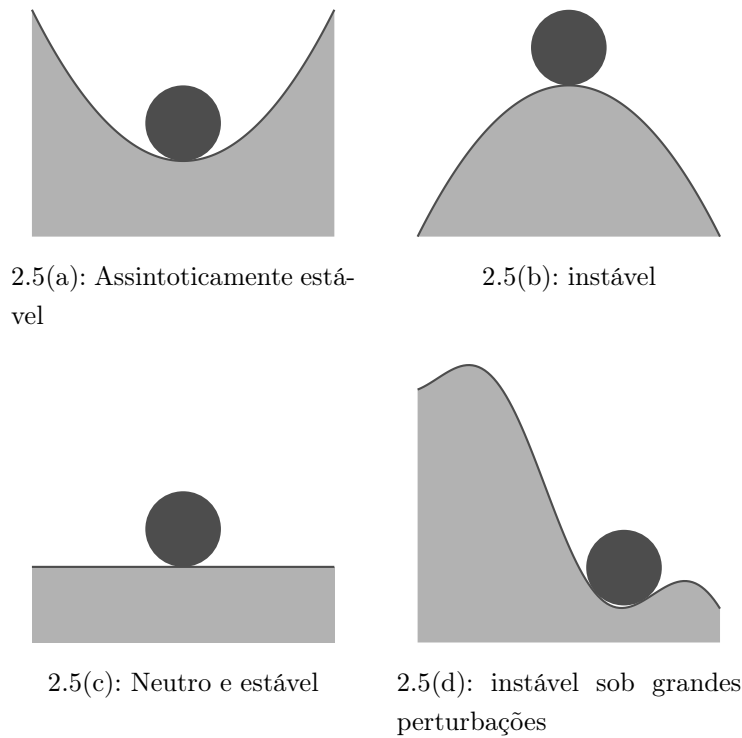 2.5(a): Assintoticamente está-
vel
2.5(b): instável
2.5(c): Neutro e estável
2.5(d): instável sob grandes
perturbações